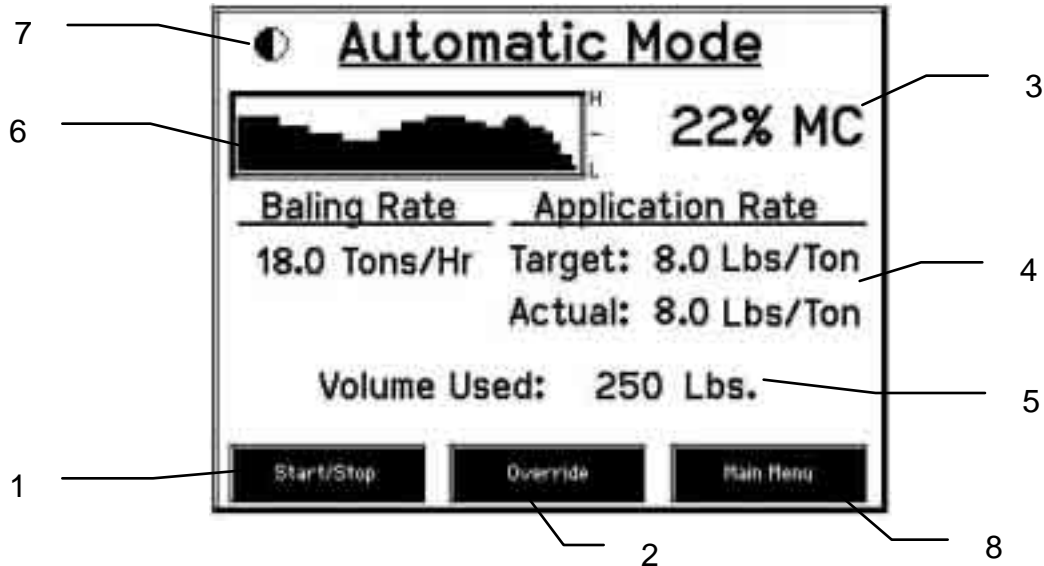 7
Automatic Mode
H
-
L
22% MC
3
6
Baling Rate
Application Rate
18.0 Tons/Hr
Target: 8.0 Lbs/Ton
4
Actual: 8.0 Lbs/Ton
Volume Used: 250 Lbs.
5
1
Start/Stop
Override
Main Menu
2
8